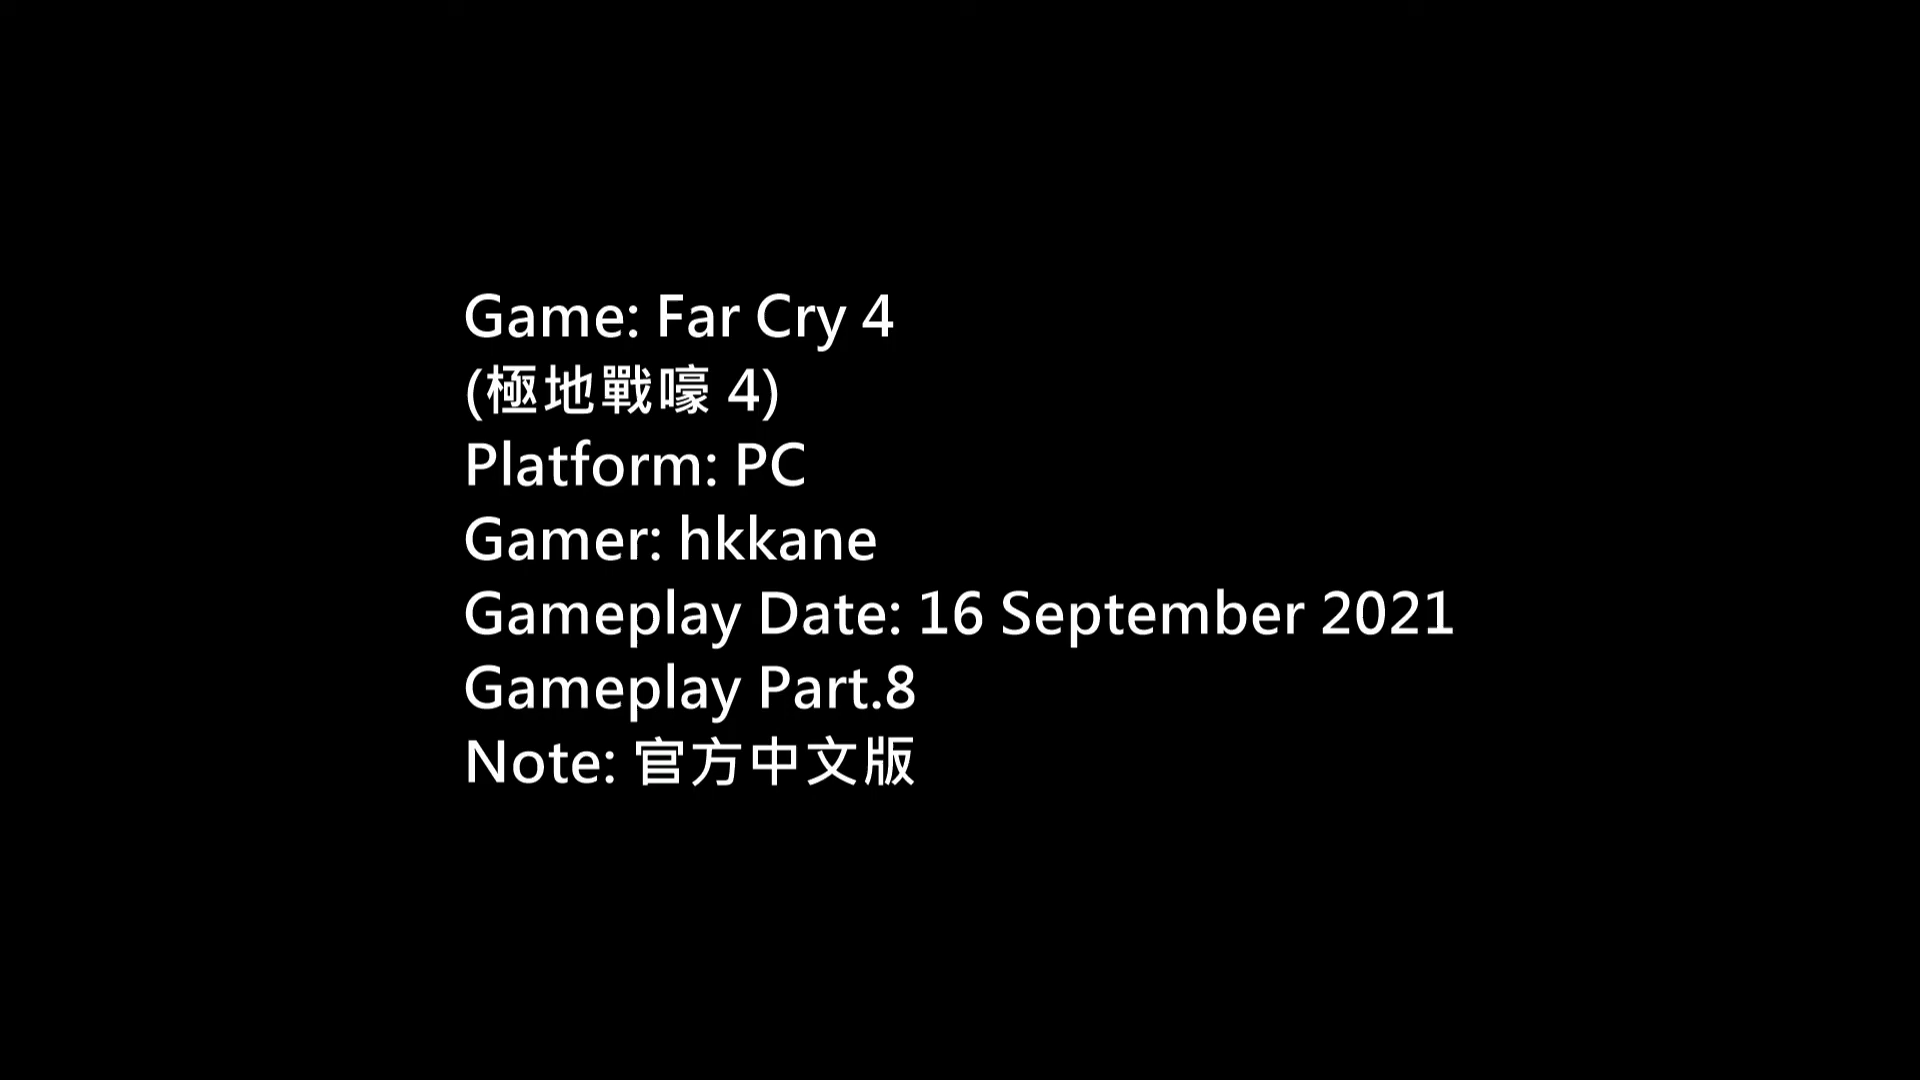 Game: Far Cry 4
(極地戰嚎 4)
Platform: PC
Gamer: hkkane
Gameplay Date: 16 September 2021
Gameplay Part.8
Note: 官方中文版